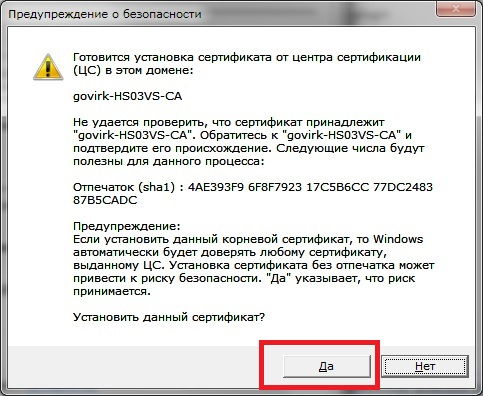 Предупреждение о безопасности
Готовится установка сертификата от центра сертификации
(ЦС) в этом домене:
govirk-HS03VS-CA
Не удается проверить, что сертификат принадлежит
"govirk-HS03VS-CA". Обратитесь к "govirk-HS03VS-CA" и
подтвердите его происхождение. Следующие числа будут
полезны для данного процесса:
Отпечаток (sha1) : 4AE393F9 6F8F7923 17C5B6CC 77DC2483
87B5CADC
Предупреждение:
Если установить данный корневой сертификат, то Windows
автоматически будет доверять любому сертификату,
выданному ЦС. Установка сертификата без отпечатка может
привести к риску безопасности. "Да" указывает, что риск
принимается.
Установить данный сертификат?
Да Нет